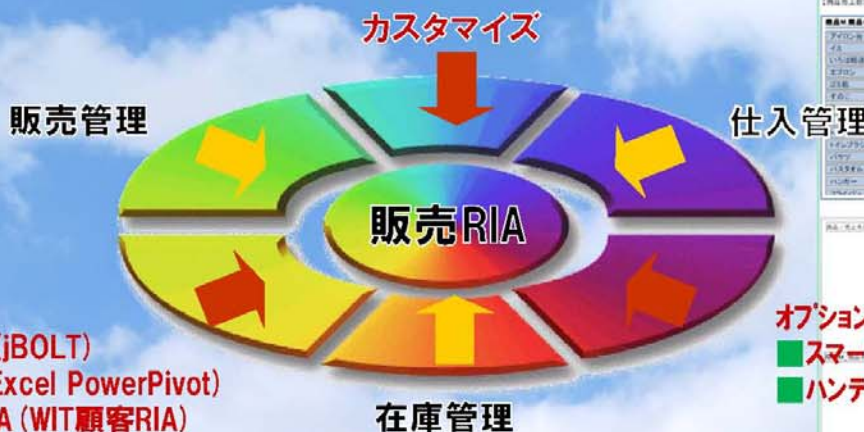 カスタマイズ
販売管理
仕入管理
販売RIA
jBOLT)
Excel PowerPivot)
A (WIT顧客RIA)
在庫管理
オプション
■スマー
■ハンデ